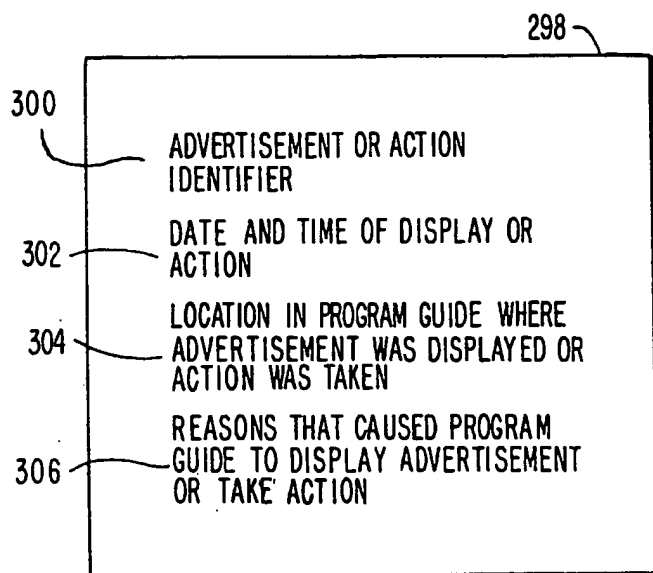 298
300
ADVERTISEMENT OR ACTION
IDENTIFIER
302
DATE AND TIME OF DISPLAY OR
ACTION
304
LOCATION IN PROGRAM GUIDE WHERE
ADVERTISEMENT WAS DISPLAYED OR
ACTION WAS TAKEN
306
REASONS THAT CAUSED PROGRAM
GUIDE TO DISPLAY ADVERTISEMENT
OR TAKE ACTION